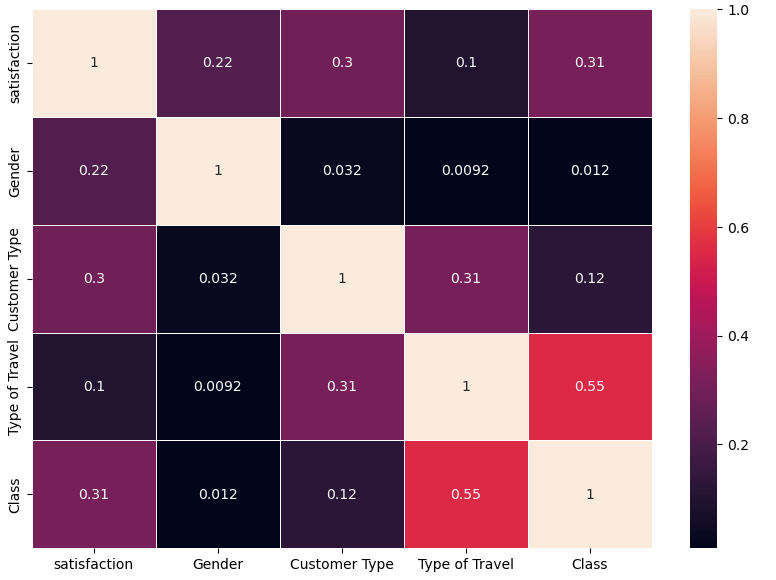 satisfaction 1 0.22 0.3 0.1 0.31
Gender 0.22 1 0.032 0.0092 0.012
Customer Type 0.3 0.032 1 0.31 0.12
Type of Travel 0.1 0.0092 0.31 1 0.55
Class 0.31 0.012 0.12 0.55 1
satisfaction Gender Customer Type Type of Travel Class
1.0
0.8
0.6
0.4
0.2